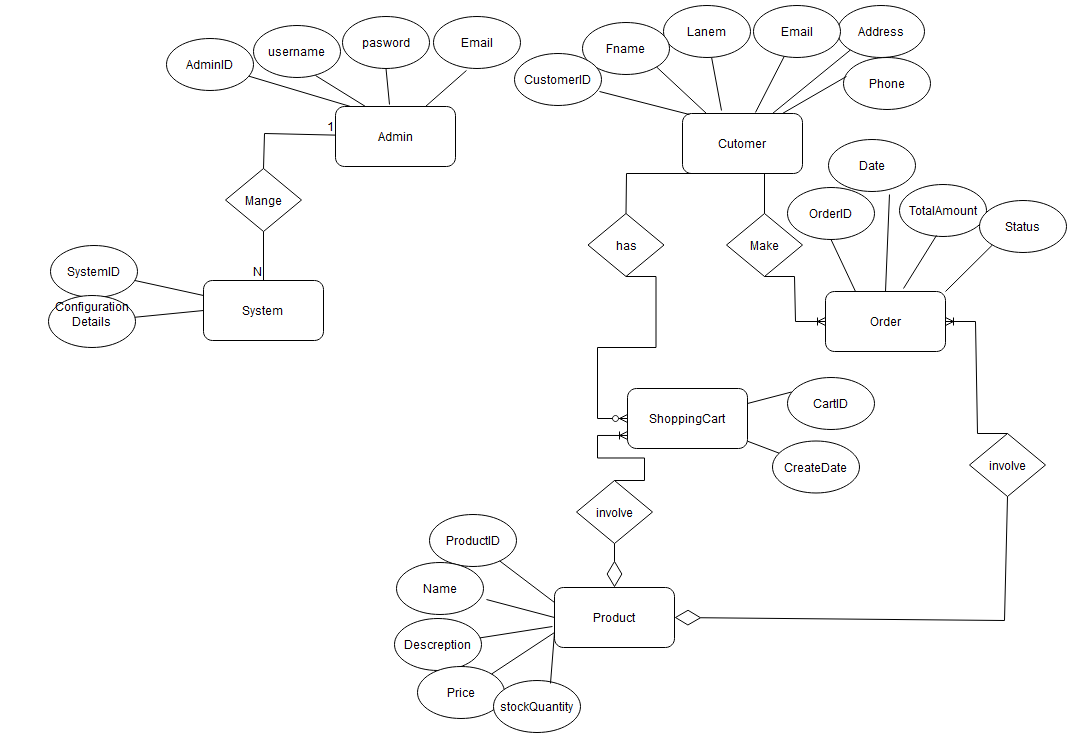 AdminID
username
pasword
Email
CustomerID
Fname
Lanem
Email
Address
Phone
1
Admin
Cutomer
Mange
Date
OrderID
TotalAmount
Status
has
Make
SystemID
N
Configuration
Details
System
Order
ShoppingCart
CartID
CreateDate
involve
involve
ProductID
Name
Product
Descreption
Price
stockQuantity